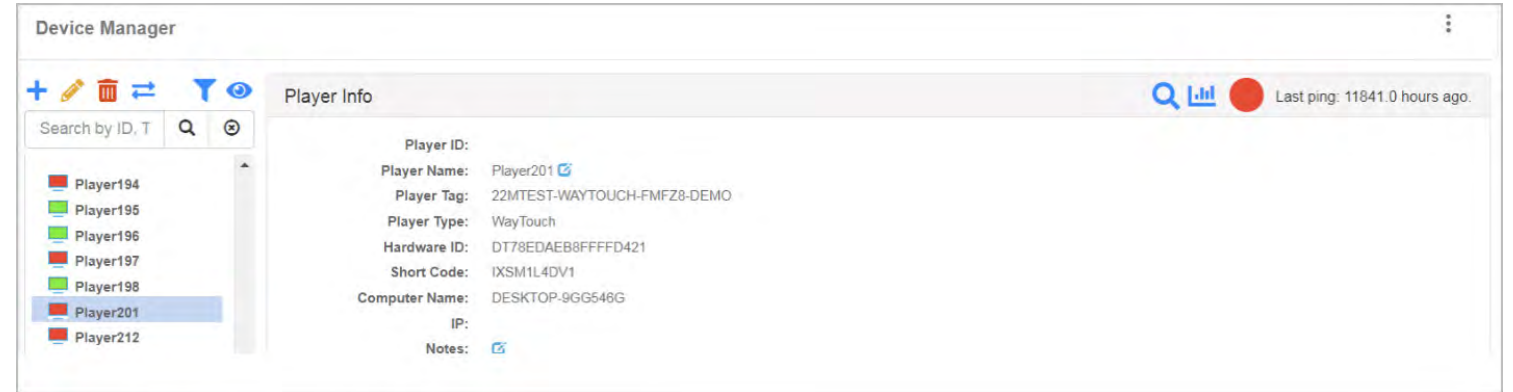 Device Manager
Player Info
Last ping: 11841.0 hours ago.
Search by ID, T
Player194
Player195
Player196
Player197
Player198
Player201
Player212
Player ID:
Player Name: Player201
Player Tag: 22MTEST-WAYTOUCH-FMFZ8-DEMO
Player Type: WayTouch
Hardware ID: DT78EDAEB8FFFFD421
Short Code: IXSM1L4DV1
Computer Name: DESKTOP-9GG546G
IP:
Notes: